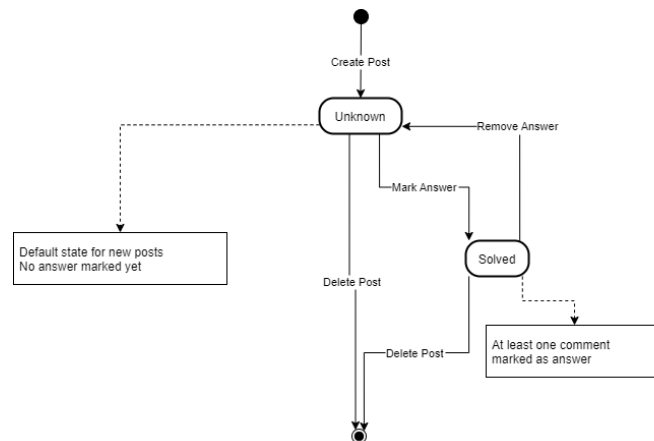 Create Post
Unknown
Remove Answer
Mark Answer
Default state for new posts
No answer marked yet
Solved
Delete Post
At least one comment
marked as answer
Delete Post